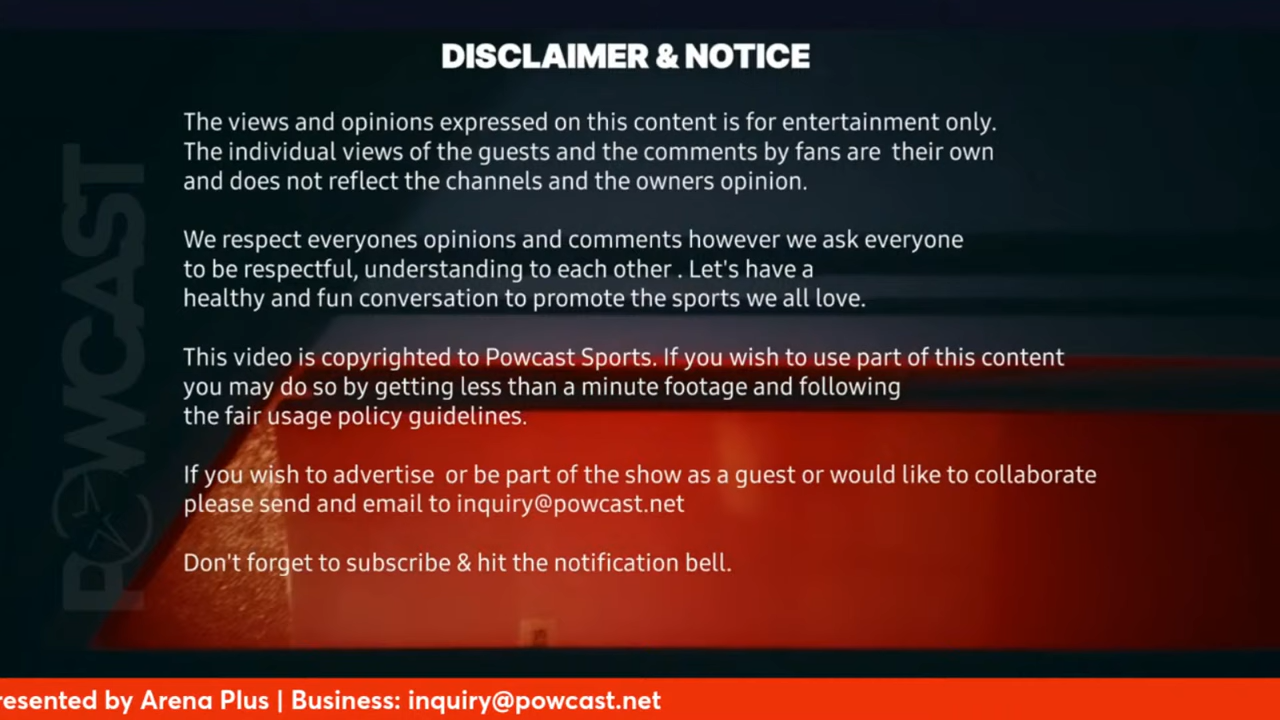 DISCLAIMER & NOTICE
The views and opinions expressed on this content is for entertainment only.
The individual views of the guests and the comments by fans are their own
and does not reflect the channels and the owners opinion.
We respect everyones opinions and comments however we ask everyone
to be respectful, understanding to each other . Let's have a
healthy and fun conversation to promote the sports we all love.
This video is copyrighted to Powcast Sports. If you wish to use part of this content
you may do so by getting less than a minute footage and following
the fair usage policy guidelines.
If you wish to advertise or be part of the show as a guest or would like to collaborate
please send and email to inquiry@powcast.net
Don't forget to subscribe & hit the notification bell.
POWCAST
resented by Arena Plus | Business: inquiry@powcast.net